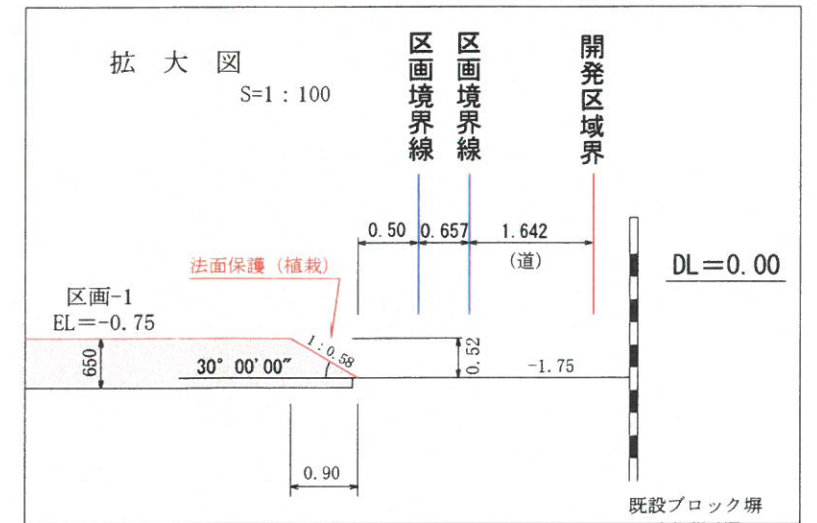 拡 大 図
S=1：100
区画境界線
区画境界線
開発区域界
0.50
0.657
1.642
(道)
DL＝0.00
法面保護（植栽）
区画-1
EL＝-0.75
1：0.58
650
30° 00'00"
0.52
-1.75
0.90
既設ブロック塀